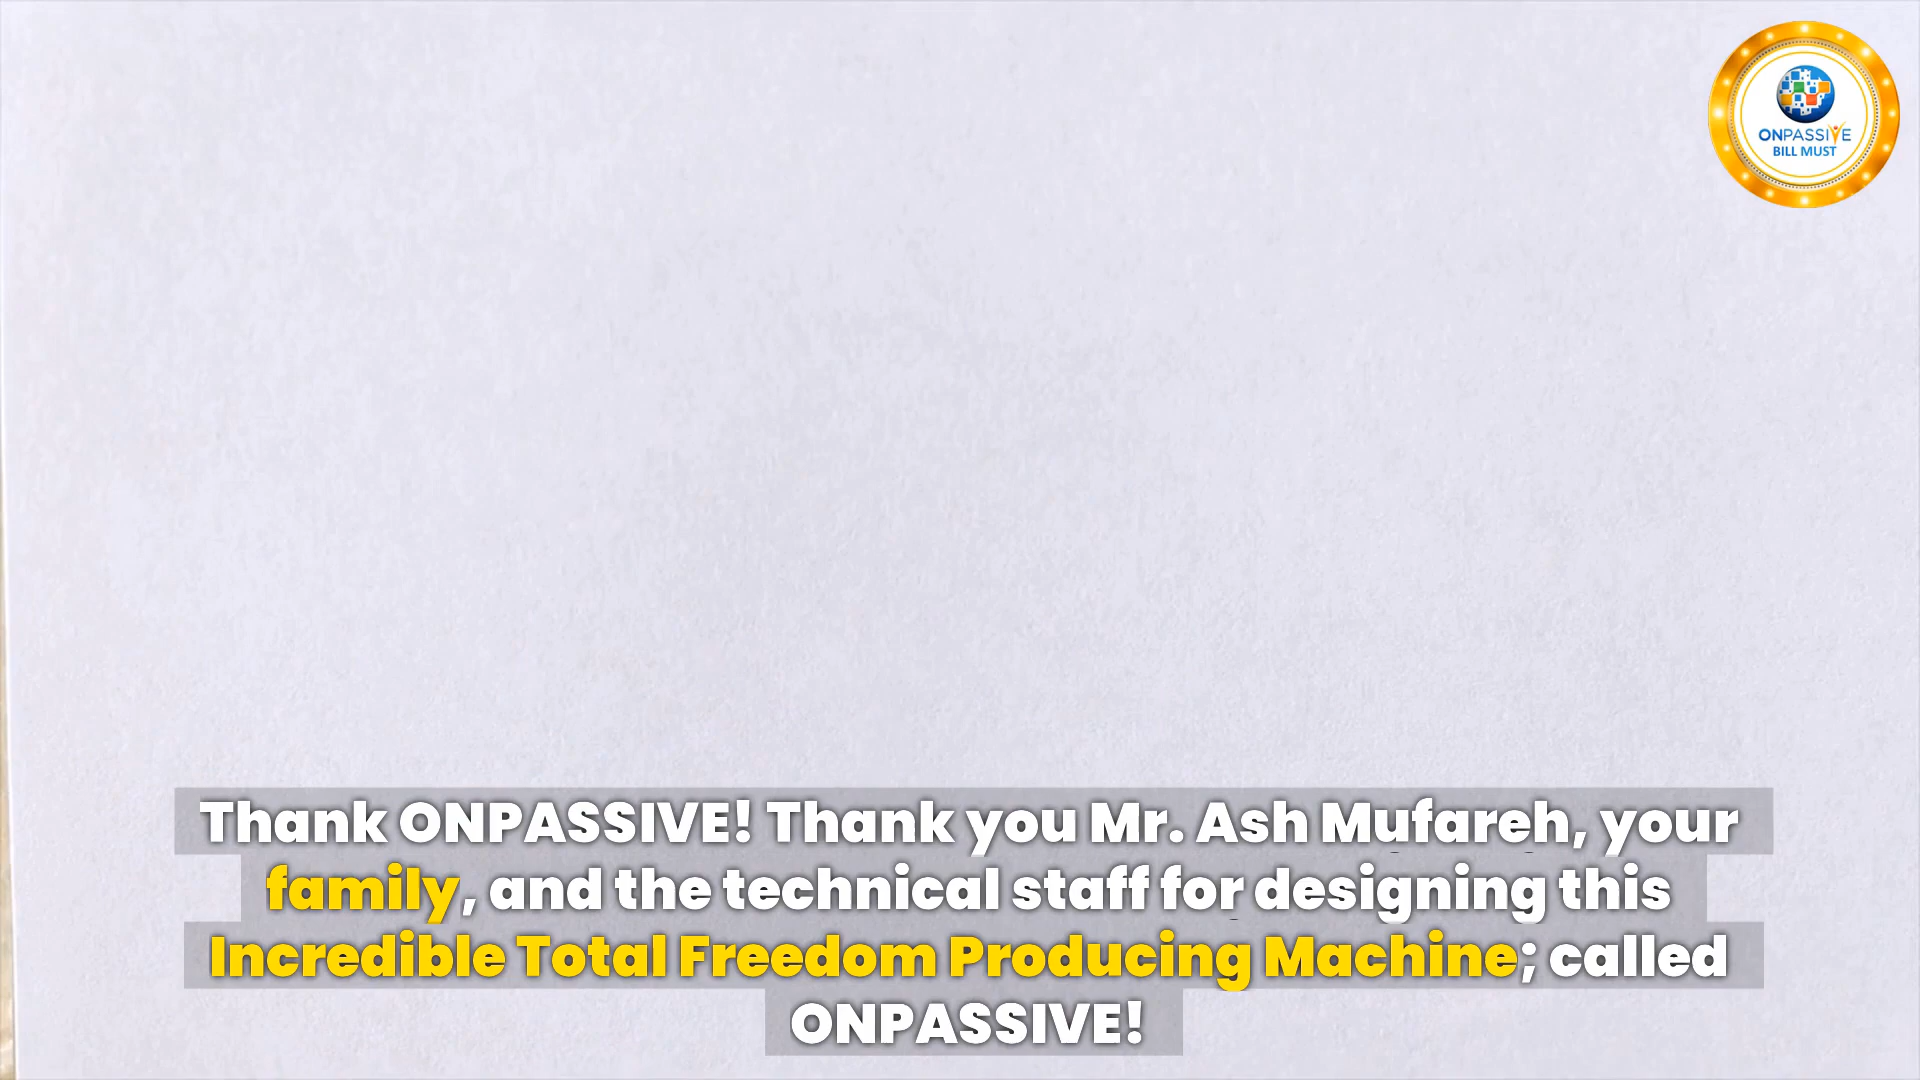 ONPASSIVE
BILL MUST
Thank ONPASSIVE! Thank you Mr. Ash Mufareh, your
family, and the technical staff for designing this
Incredible Total Freedom Producing Machine; called
ONPASSIVE!